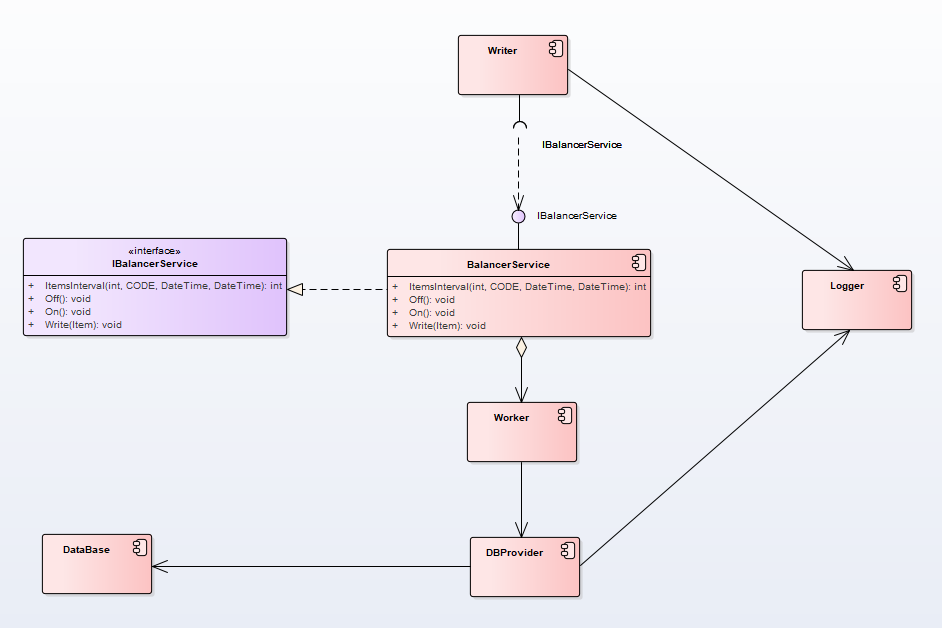 Writer
IBalancerService
IBalancerService
«interface»
IBalancerService
+ ItemsInterval(int, CODE, DateTime, DateTime): int
+ Off(): void
+ On(): void
+ Write(Item): void
BalancerService
+ ItemsInterval(int, CODE, DateTime, DateTime): int
+ Off(): void
+ On(): void
+ Write(Item): void
Logger
Worker
DataBase
DBProvider